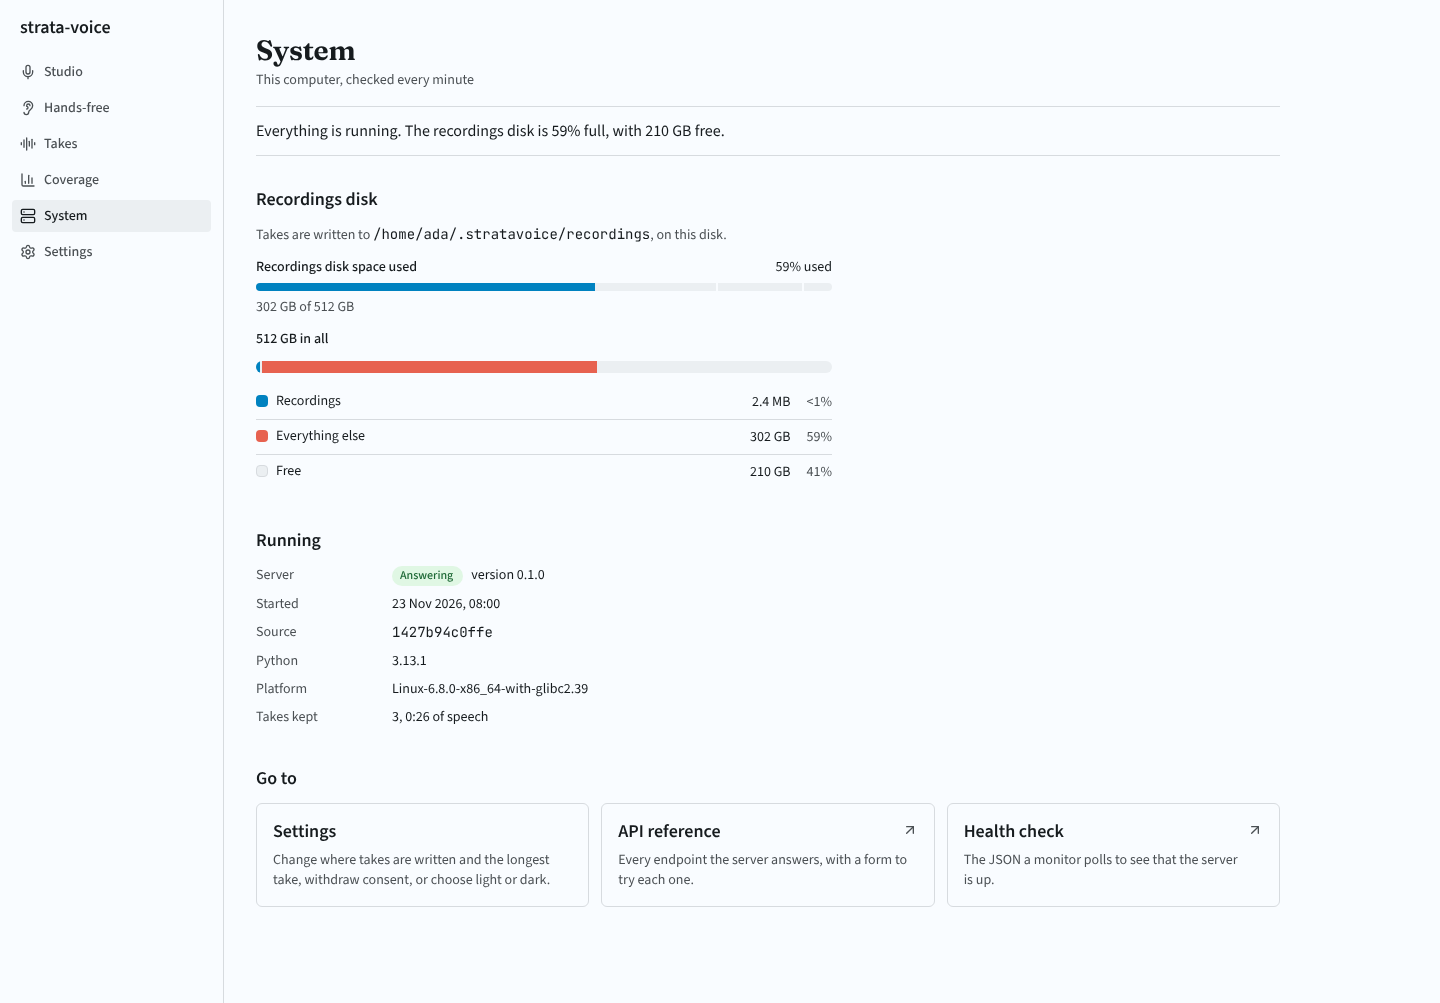 strata-voice
Studio
Hands-free
Takes
Coverage
System
Settings
System
This computer, checked every minute
Everything is running. The recordings disk is 59% full, with 210 GB free.
Recordings disk
Takes are written to /home/ada/.stratavoice/recordings, on this disk.
Recordings disk space used 59% used
302 GB of 512 GB
512 GB in all
Recordings 2.4 MB <1%
Everything else 302 GB 59%
Free 210 GB 41%
Running
Server Answering version 0.1.0
Started 23 Nov 2026, 08:00
Source 1427b94c0ffe
Python 3.13.1
Platform Linux-6.8.0-x86_64-with-glibc2.39
Takes kept 3, 0:26 of speech
Go to
Settings
Change where takes are written and the longest
take, withdraw consent, or choose light or dark.
API reference
Every endpoint the server answers, with a form to
try each one.
Health check
The JSON a monitor polls to see that the server
is up.